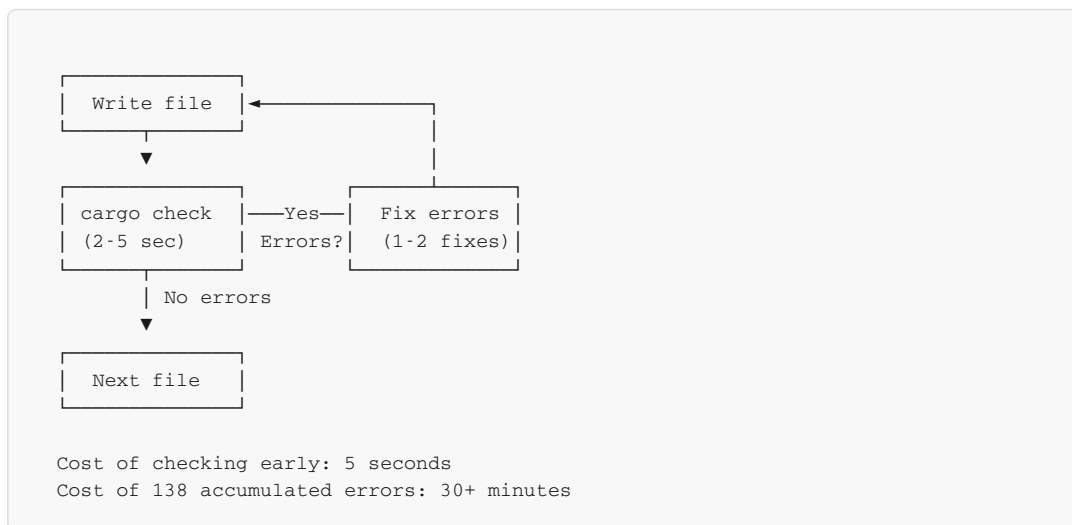 Write file
cargo check ———Yes—— Fix errors
(2-5 sec) Errors? (1-2 fixes)
No errors
Next file
Cost of checking early: 5 seconds
Cost of 138 accumulated errors: 30+ minutes